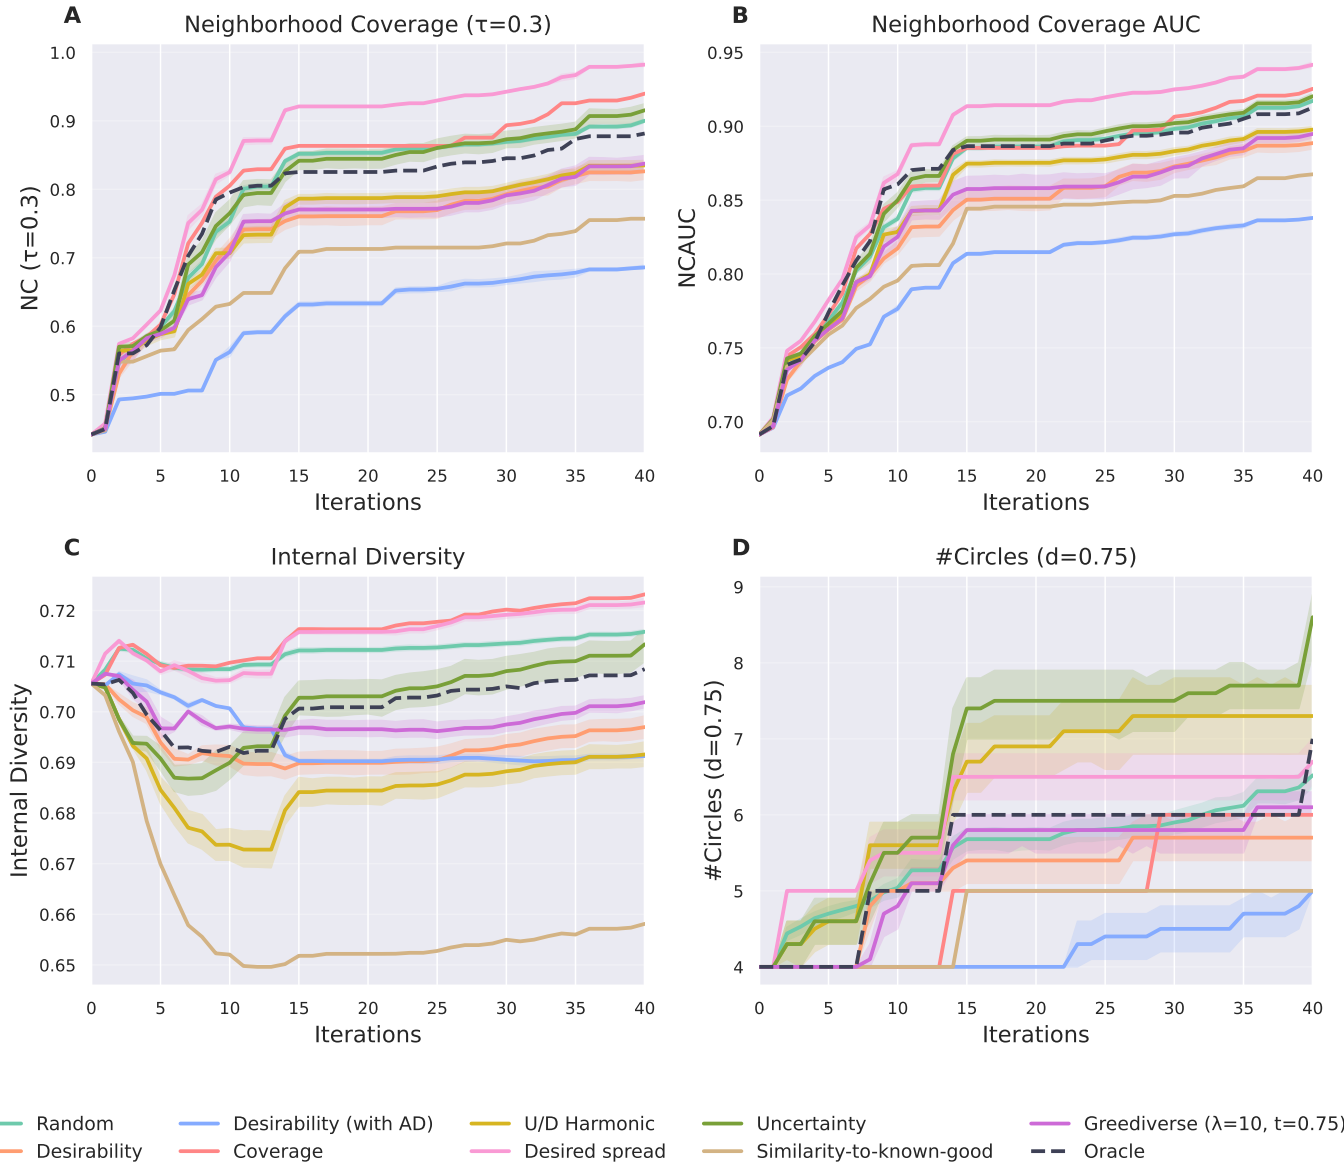 A
Neighborhood Coverage (τ=0.3)
NC (τ=0.3)
1.0
0.9
0.8
0.7
0.6
0.5
0 5 10 15 20 25 30 35 40
Iterations
B
Neighborhood Coverage AUC
NCAUC
0.95
0.90
0.85
0.80
0.75
0.70
0 5 10 15 20 25 30 35 40
Iterations
C
Internal Diversity
Internal Diversity
0.72
0.71
0.70
0.69
0.68
0.67
0.66
0.65
0 5 10 15 20 25 30 35 40
Iterations
D
#Circles (d=0.75)
#Circles (d=0.75)
9
8
7
6
5
4
0 5 10 15 20 25 30 35 40
Iterations
Random Desirability (with AD) U/D Harmonic Uncertainty Greediverse (λ=10, t=0.75)
Desirability Coverage Desired spread Similarity-to-known-good Oracle